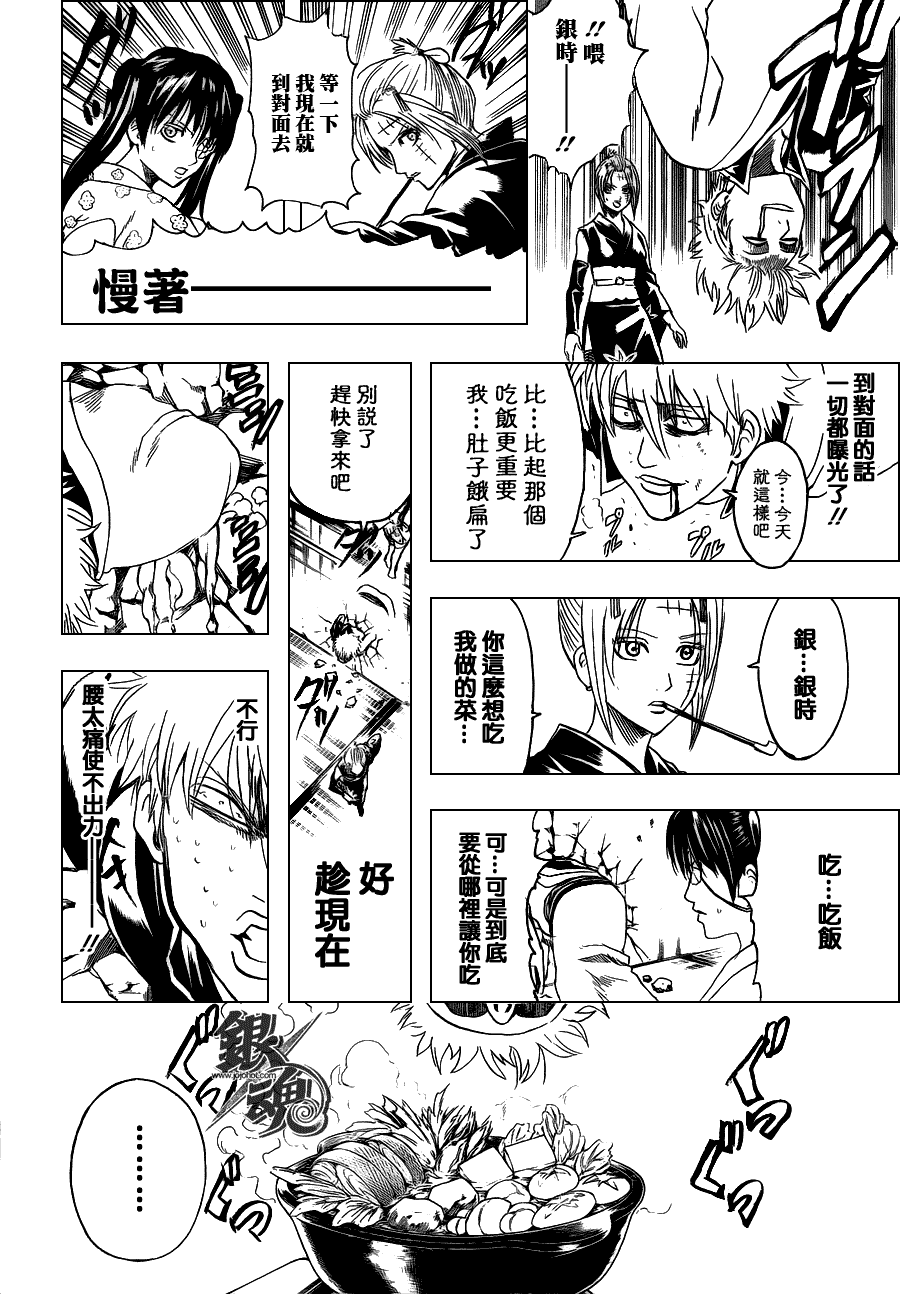 喂
!!
銀時
——!!
等一下
我現在就
到對面去
慢著——
到對面的話
一切都曝光了!!
今…今天
就這樣吧
比…比起那個
吃飯更重要
我…肚子餓扁了
銀…銀時
你這麼想吃
我做的菜…
吃…吃飯
可…可是到底
要從哪裡讓你吃
別説了
趕快拿來吧
好
趁現在
不行
腰太痛使不出力——!!
銀魂
www.jojohot.com
………